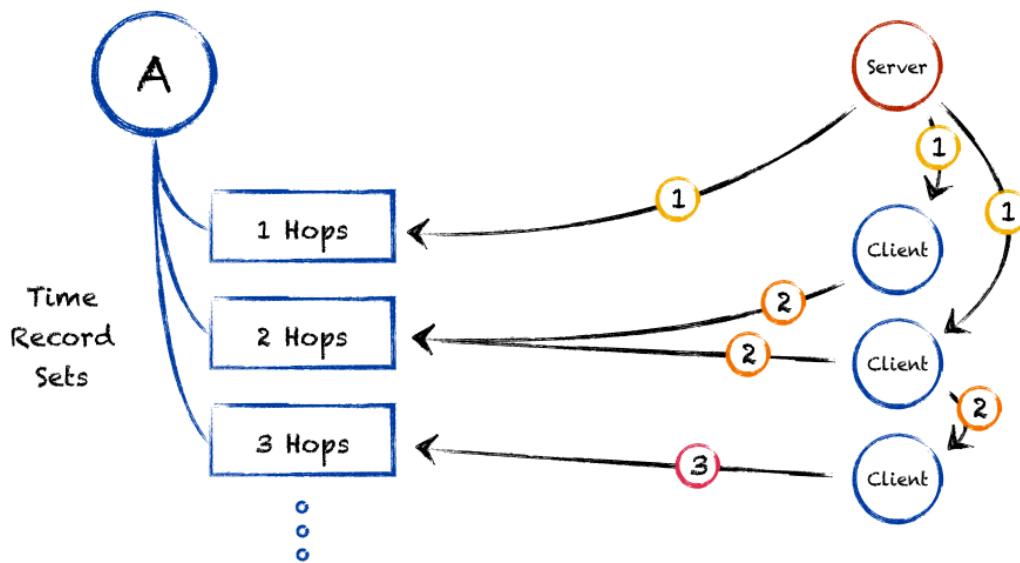 A
Server
1
1
1
1 Hops
1
Client
Time
Record
Sets
2 Hops
2
2
Client
2
3 Hops
3
Client